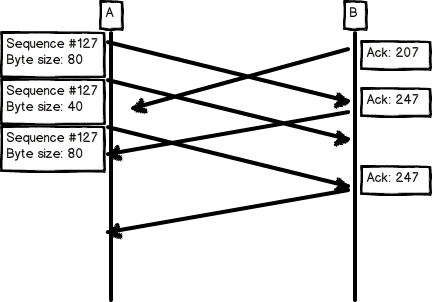 A
B
Sequence #127
Byte size: 80
Ack: 207
Sequence #127
Byte size: 40
Ack: 247
Sequence #127
Byte size: 80
Ack: 247